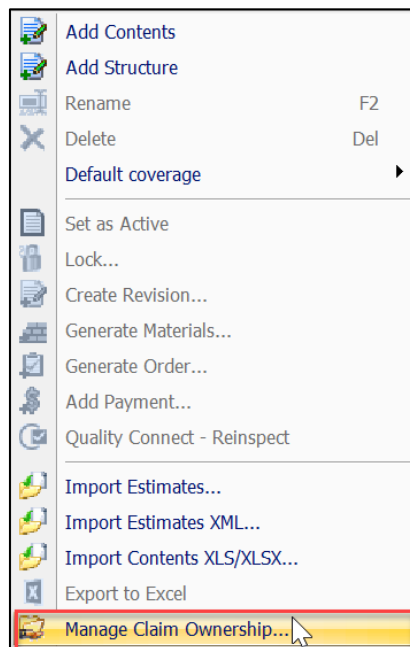 Add Contents
Add Structure
Rename F2
Delete Del
Default coverage
Set as Active
Lock...
Create Revision...
Generate Materials...
Generate Order...
Add Payment...
Quality Connect - Reinspect
Import Estimates...
Import Estimates XML...
Import Contents XLS/XLSX...
Export to Excel
Manage Claim Ownership...